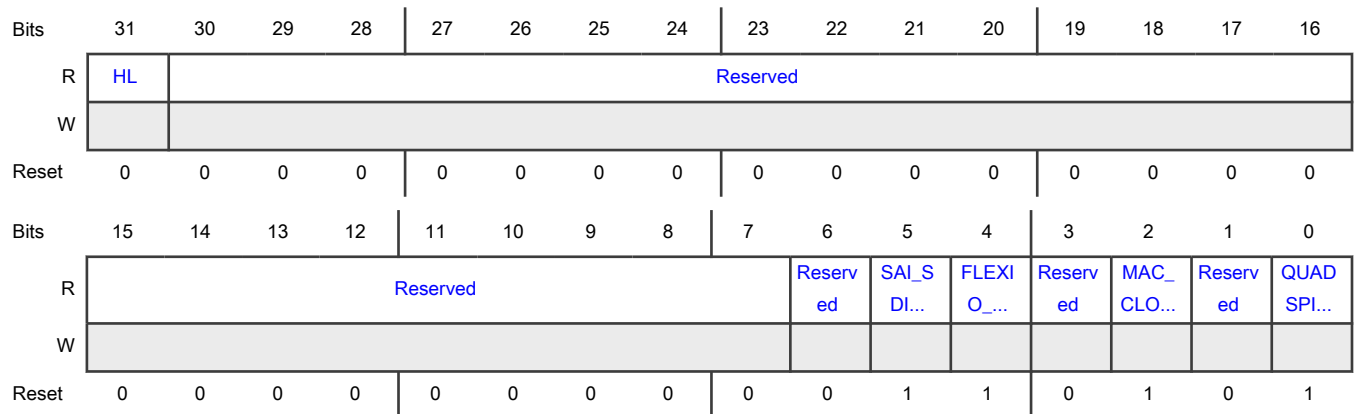 Bits 31 30 29 28 27 26 25 24 23 22 21 20 19 18 17 16
R HL Reserved
W
Reset 0 0 0 0 0 0 0 0 0 0 0 0 0 0 0 0
Bits 15 14 13 12 11 10 9 8 7 6 5 4 3 2 1 0
R Reserved Reserv SAI_S FLEXI Reserv MAC_ Reserv QUAD
ed DI... O_... ed CLO... ed SPI...
W
Reset 0 0 0 0 0 0 0 0 0 0 1 1 0 1 0 1